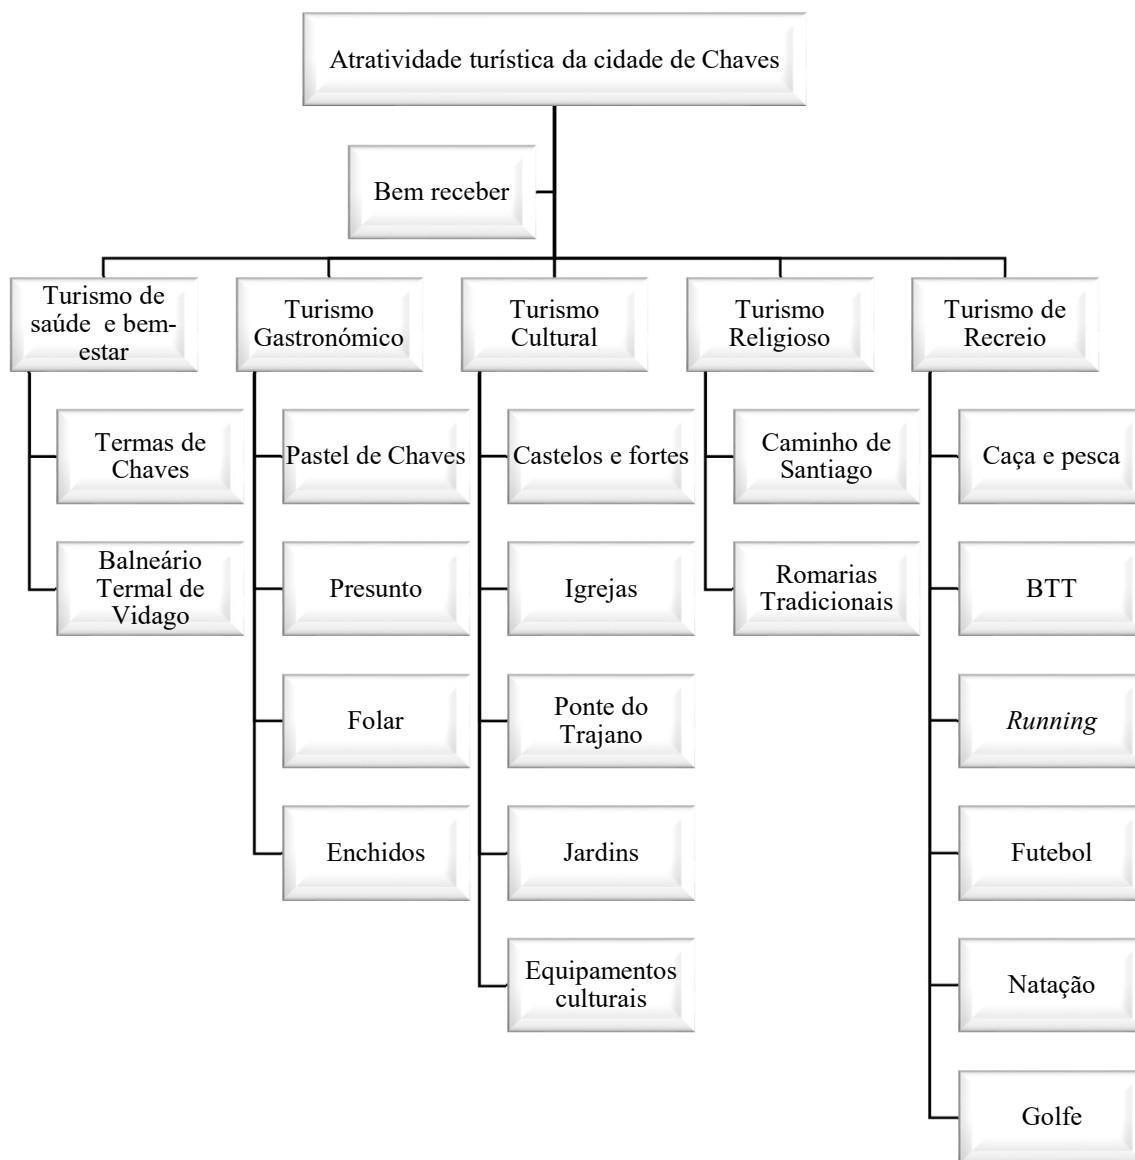 Atratividade turística da cidade de Chaves
Bem receber
Turismo de
saúde e bem-
estar
Termas de
Chaves
Balneário
Termal de
Vidago
Turismo
Gastronómico
Pastel de Chaves
Presunto
Folar
Enchidos
Turismo
Cultural
Castelos e fortes
Igrejas
Ponte do
Trajano
Jardins
Equipamentos
culturais
Turismo
Religioso
Caminho de
Santiago
Romarias
Tradicionais
Turismo de
Recreio
Caça e pesca
BTT
Running
Futebol
Natação
Golfe